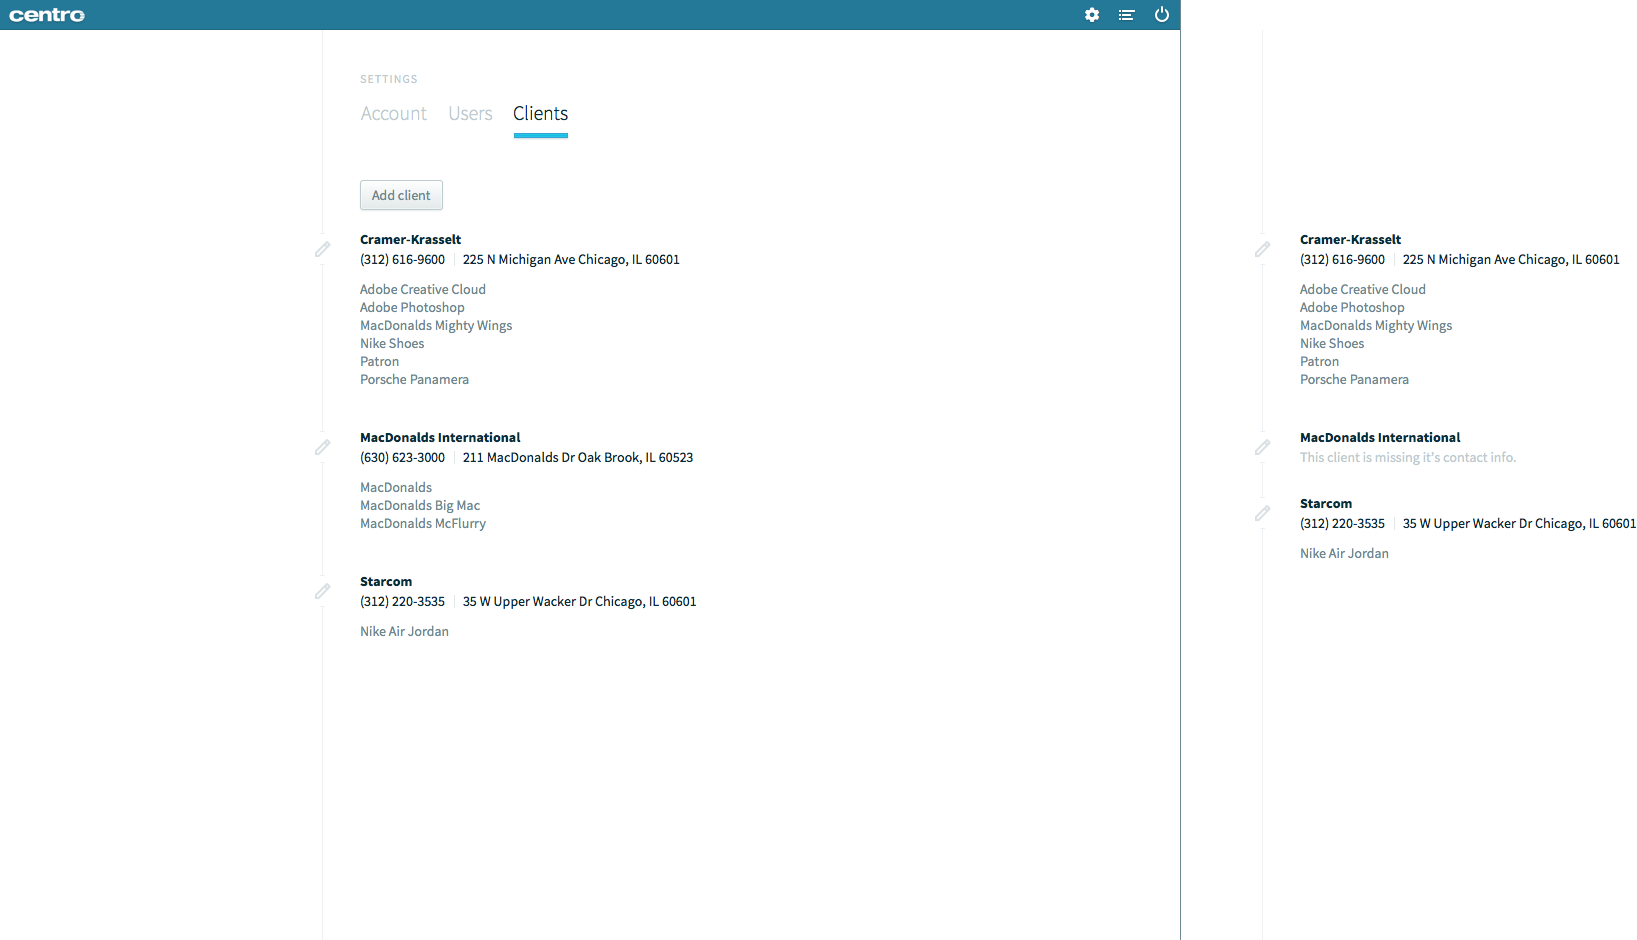 centro
SETTINGS
Account Users Clients
Add client
Cramer-Krasselt
(312) 616-9600 225 N Michigan Ave Chicago, IL 60601
Adobe Creative Cloud
Adobe Photoshop
MacDonalds Mighty Wings
Nike Shoes
Patron
Porsche Panamera
MacDonalds International
(630) 623-3000 211 MacDonalds Dr Oak Brook, IL 60523
MacDonalds
MacDonalds Big Mac
MacDonalds McFlurry
Starcom
(312) 220-3535 35 W Upper Wacker Dr Chicago, IL 60601
Nike Air Jordan
Cramer-Krasselt
(312) 616-9600 225 N Michigan Ave Chicago, IL 60601
Adobe Creative Cloud
Adobe Photoshop
MacDonalds Mighty Wings
Nike Shoes
Patron
Porsche Panamera
MacDonalds International
This client is missing it's contact info.
Starcom
(312) 220-3535 35 W Upper Wacker Dr Chicago, IL 60601
Nike Air Jordan